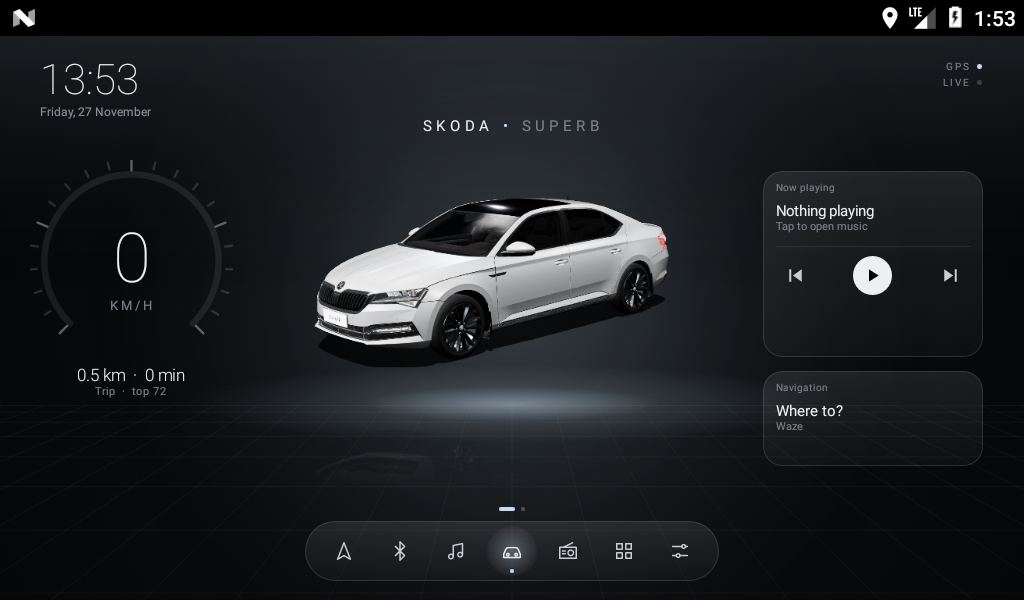 LTE
1:53
13:53
Friday, 27 November
GPS
LIVE
SKODA • SUPERB
0
KM/H
0.5 km · 0 min
Trip · top 72
Now playing
Nothing playing
Tap to open music
Navigation
Where to?
Waze